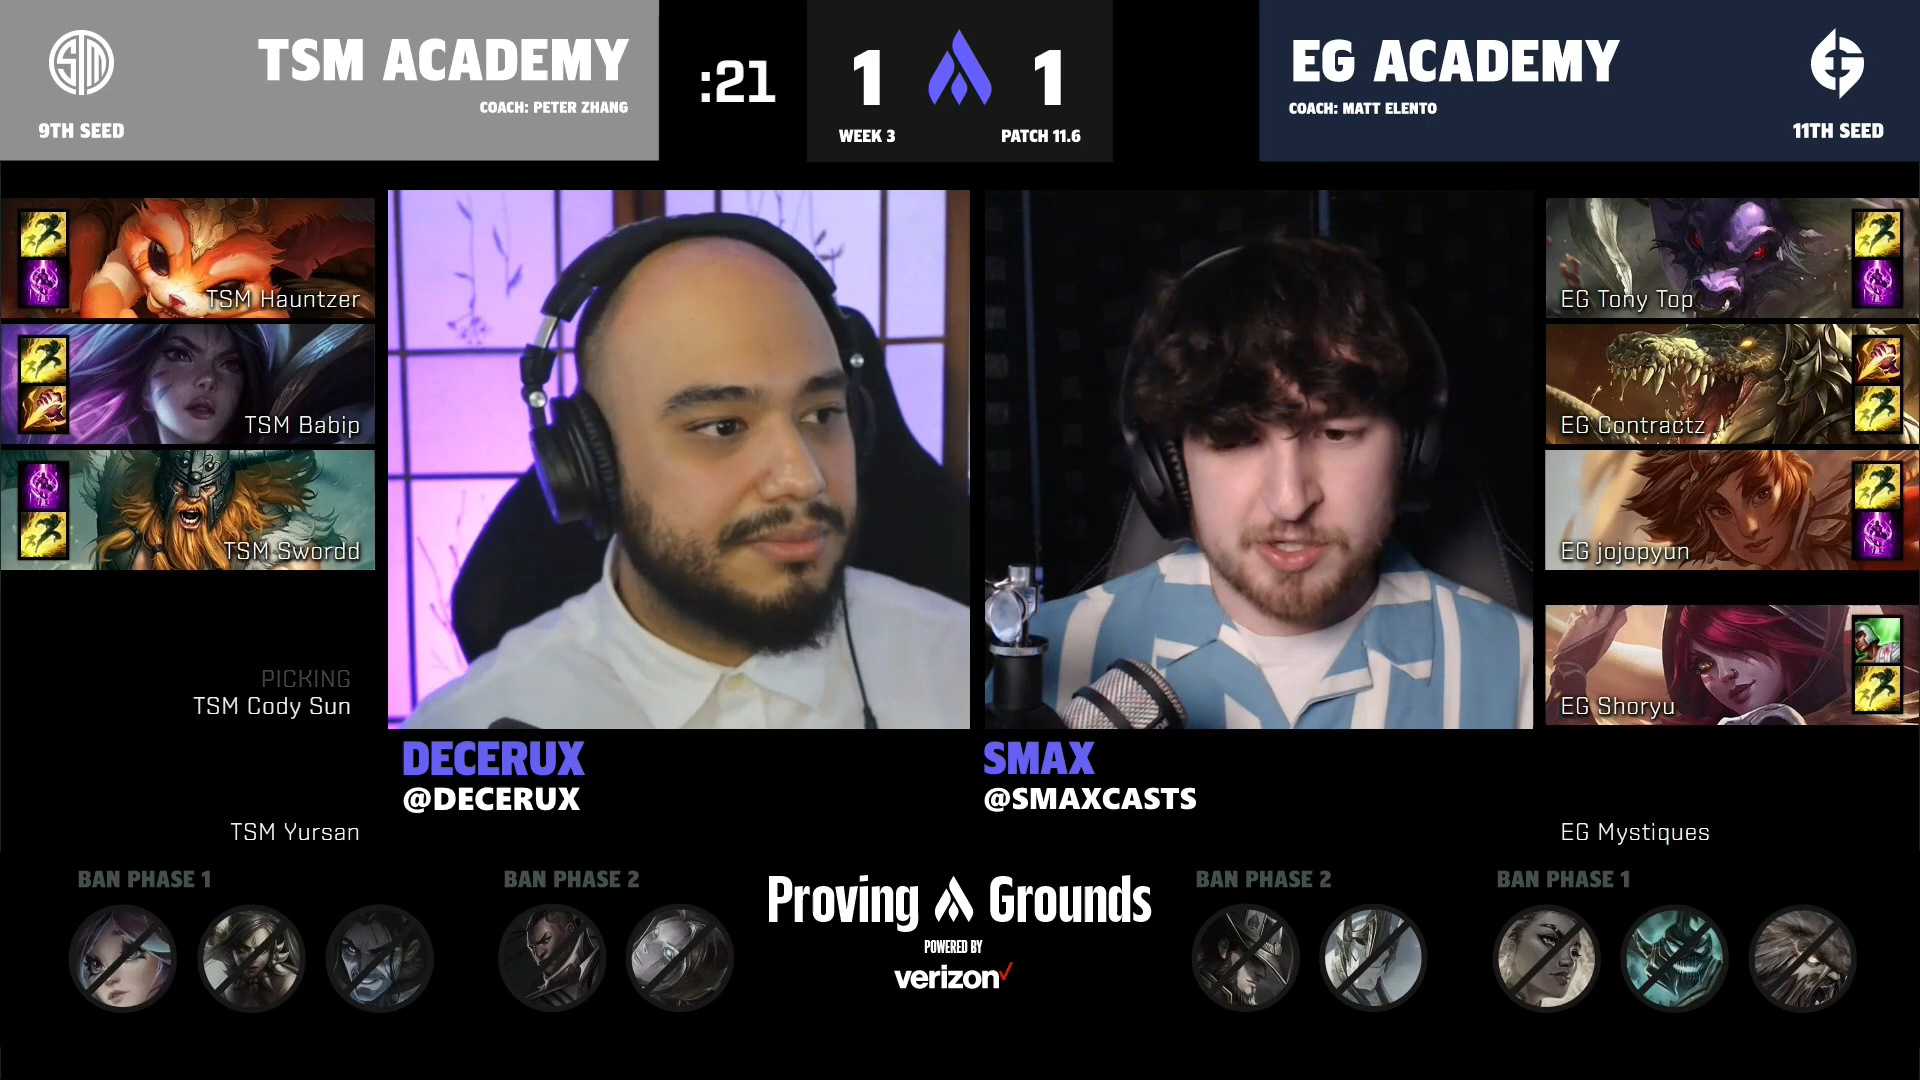 TSM
9TH SEED
TSM ACADEMY
COACH: PETER ZHANG
:21
1
1
WEEK 3
PATCH 11.6
EG ACADEMY
COACH: MATT ELENTO
EG
11TH SEED
TSM Hauntzer
TSM Babip
TSM Swordd
PICKING
TSM Cody Sun
TSM Yursan
DECERUX
@DECERUX
SMAX
@SMAXCASTS
EG Tony Top
EG Contractz
EG jojopyun
EG Shoryu
EG Mystiques
BAN PHASE 1
BAN PHASE 2
Proving Grounds
POWERED BY
verizon
BAN PHASE 2
BAN PHASE 1